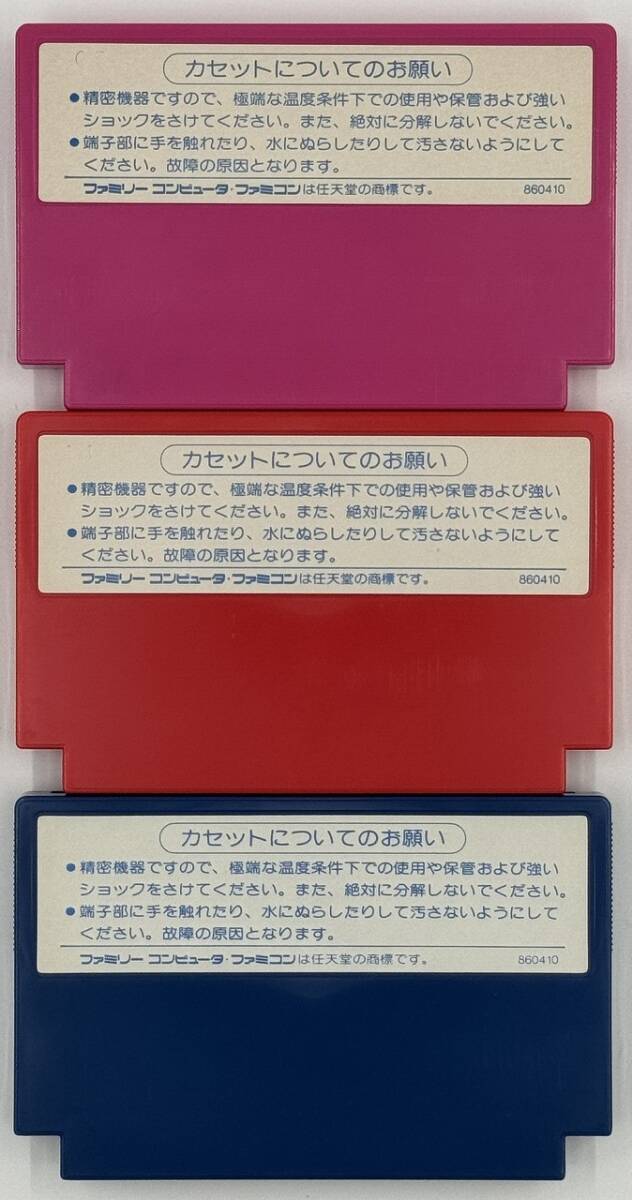 カセットについてのお願い
●精密機器ですので、極端な温度条件下での使用や保管および強い
ショックをさけてください。また、絶対に分解しないでください。
●端子部に手を触れたり、水にぬらしたりして汚さないようにして
ください。故障の原因となります。
ファミリー コンピュータ・ファミコンは任天堂の商標です。 860410
カセットについてのお願い
●精密機器ですので、極端な温度条件下での使用や保管および強い
ショックをさけてください。また、絶対に分解しないでください。
●端子部に手を触れたり、水にぬらしたりして汚さないようにして
ください。故障の原因となります。
ファミリー コンピュータ・ファミコンは任天堂の商標です。 860410
カセットについてのお願い
●精密機器ですので、極端な温度条件下での使用や保管および強い
ショックをさけてください。また、絶対に分解しないでください。
●端子部に手を触れたり、水にぬらしたりして汚さないようにして
ください。故障の原因となります。
ファミリー コンピュータ・ファミコンは任天堂の商標です。 860410